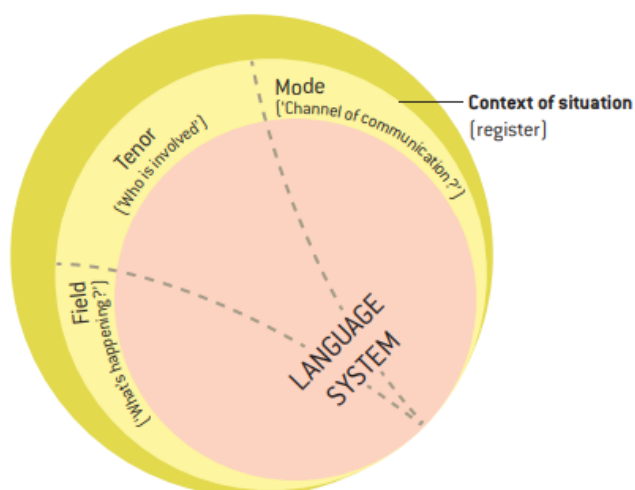 Mode
('Channel of communication?')
Context of situation
(register)
Tenor
('Who is involved')
Field
('What's happening?')
LANGUAGE
SYSTEM